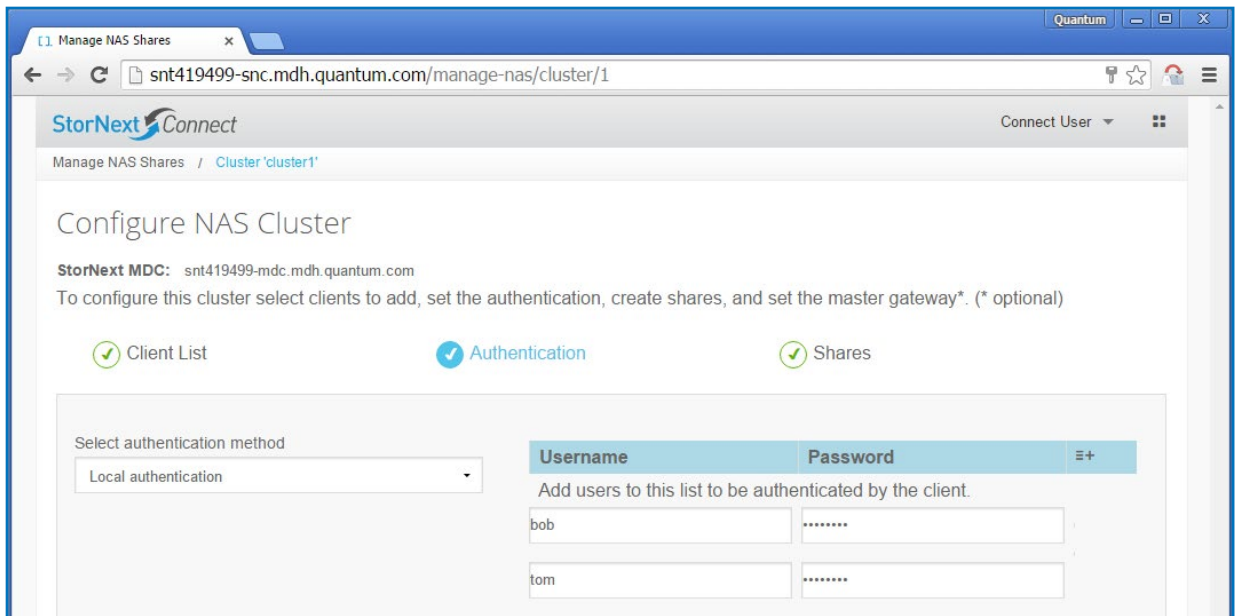 Quantum
Manage NAS Shares
snt419499-snc.mdh.quantum.com/manage-nas/cluster/1
StorNext Connect
Connect User
Manage NAS Shares / Cluster 'cluster1'
Configure NAS Cluster
StorNext MDC: snt419499-mdc.mdh.quantum.com
To configure this cluster select clients to add, set the authentication, create shares, and set the master gateway*. (* optional)
Client List
Authentication
Shares
Select authentication method
Local authentication
Username Password
Add users to this list to be authenticated by the client.
bob ••••••••
tom ••••••••